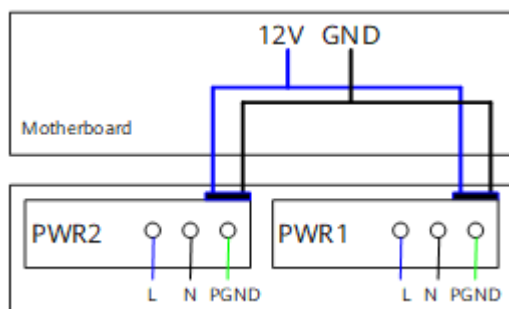 12V GND
Motherboard
PWR2 PWR1
L N PGND L N PGND